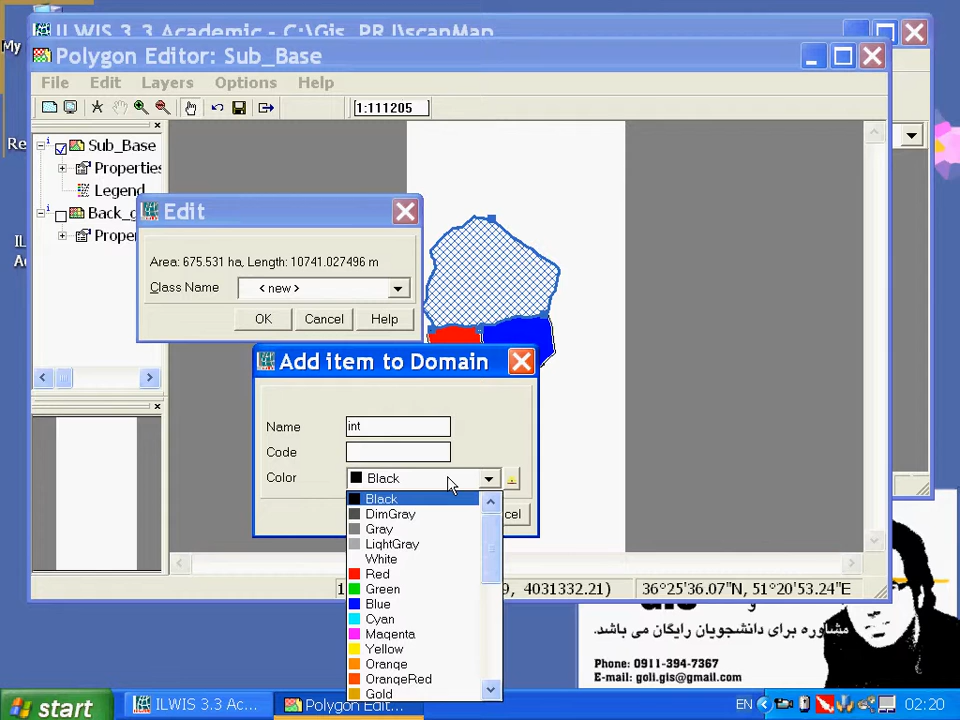 My
ILWIS 3.3 Academic - C:\Gis_PRJ\scanMap
Polygon Editor: Sub_Base
File Edit Layers Options Help
1:111205
Re
Sub_Base
Properties
Legend
Back_g
Proper
IL
A
Edit
Area: 675.531 ha, Length: 10741.027496 m
Class Name < new >
OK Cancel Help
Add item to Domain
Name int
Code
Color Black
cel
Black
DimGray
Gray
LightGray
White
Red
Green
Blue
Cyan
Magenta
Yellow
Orange
OrangeRed
Gold
9, 4031332.21) 36°25'36.07"N, 51°20'53.24"E
و
مشاوره برای دانشجویان رایگان می باشد.
Phone: 0911-394-7367
E-mail: goli.gis@gmail.com
start
ILWIS 3.3 Aca...
Polygon Edit...
EN
02:20